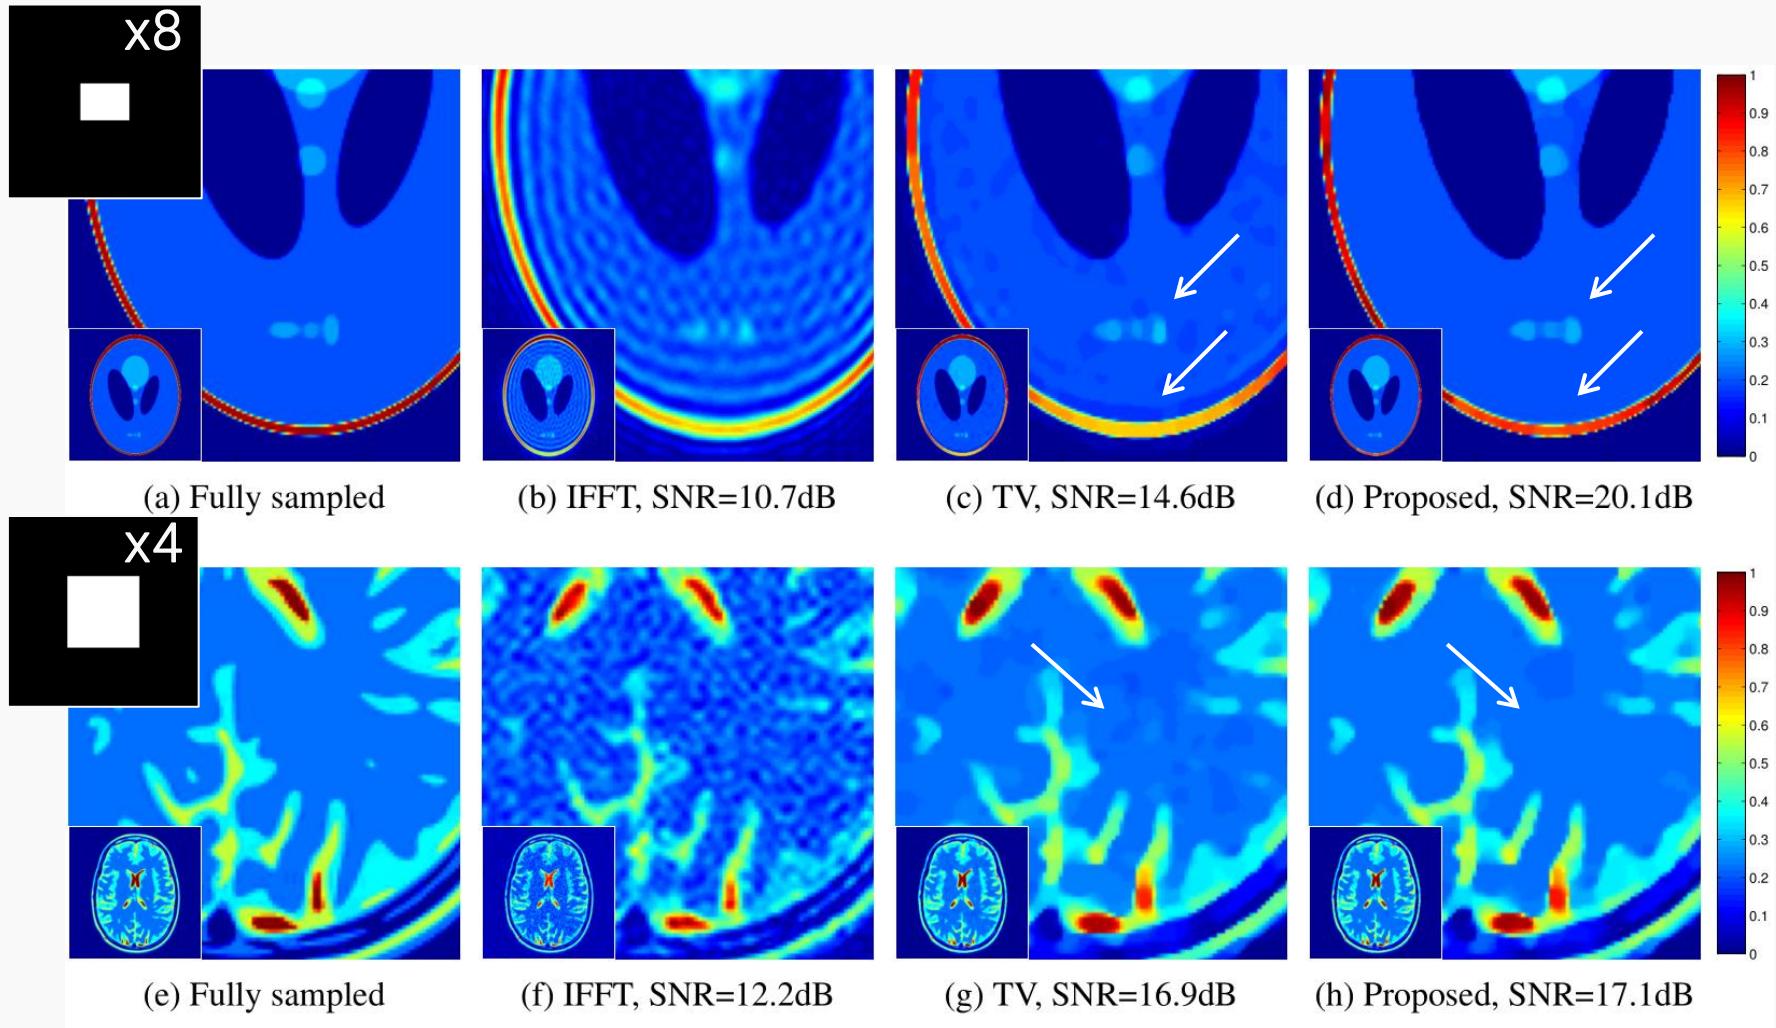 x8
1
0.9
0.8
0.7
0.6
0.5
0.4
0.3
0.2
0.1
0
(a) Fully sampled
(b) IFFT, SNR=10.7dB
(c) TV, SNR=14.6dB
(d) Proposed, SNR=20.1dB
x4
1
0.9
0.8
0.7
0.6
0.5
0.4
0.3
0.2
0.1
0
(e) Fully sampled
(f) IFFT, SNR=12.2dB
(g) TV, SNR=16.9dB
(h) Proposed, SNR=17.1dB